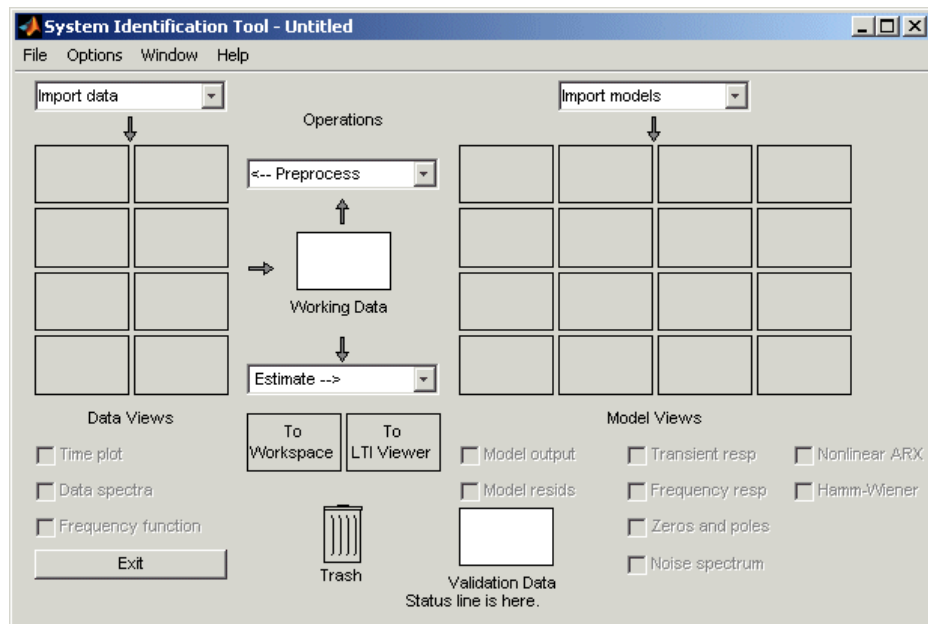 System Identification Tool - Untitled
File Options Window Help
Import data
Import models
Operations
<-- Preprocess
Working Data
Estimate -->
Data Views
Model Views
To Workspace
To LTI Viewer
Time plot
Data spectra
Frequency function
Model output
Model resids
Transient resp
Frequency resp
Zeros and poles
Noise spectrum
Nonlinear ARX
Hamm-Wiener
Exit
Trash
Validation Data
Status line is here.